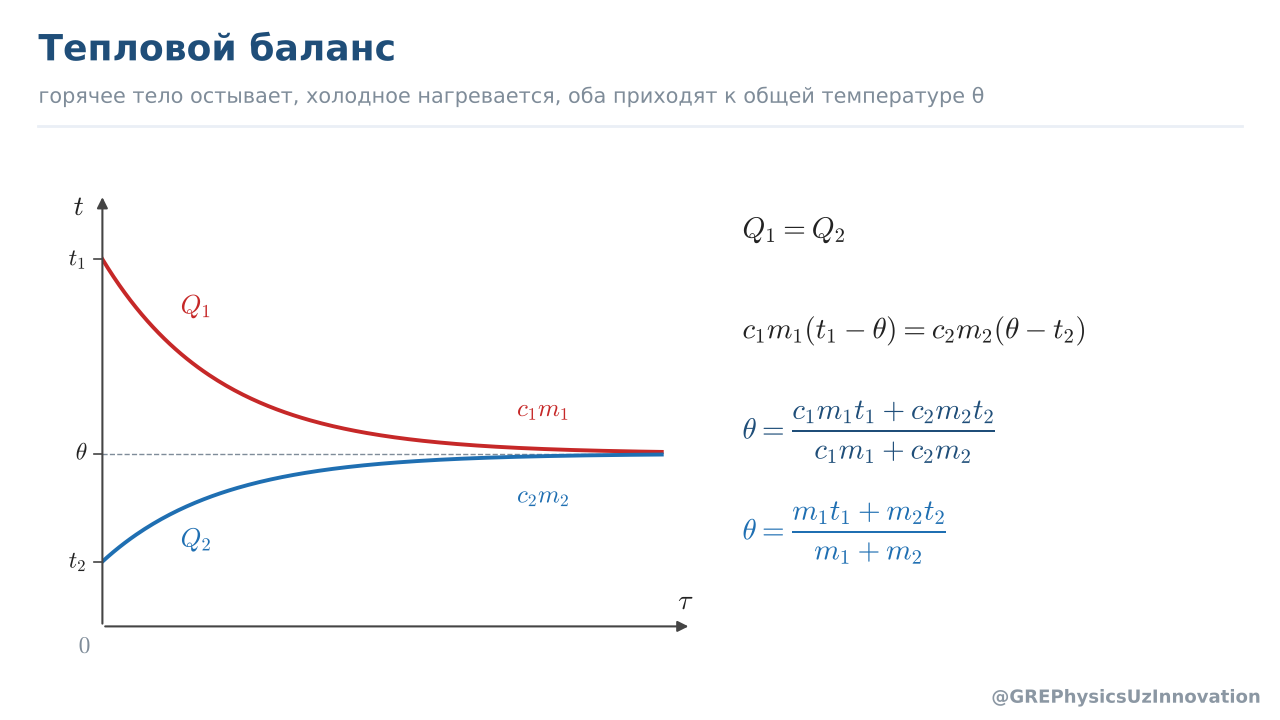 Тепловой баланс
горячее тело остывает, холодное нагревается, оба приходят к общей температуре θ
t
t₁
Q₁
c₁m₁
θ
c₂m₂
Q₂
t₂
τ
0
Q₁ = Q₂
c₁m₁(t₁ − θ) = c₂m₂(θ − t₂)
θ = (c₁m₁t₁ + c₂m₂t₂) / (c₁m₁ + c₂m₂)
θ = (m₁t₁ + m₂t₂) / (m₁ + m₂)
@GREPhysicsUzInnovation